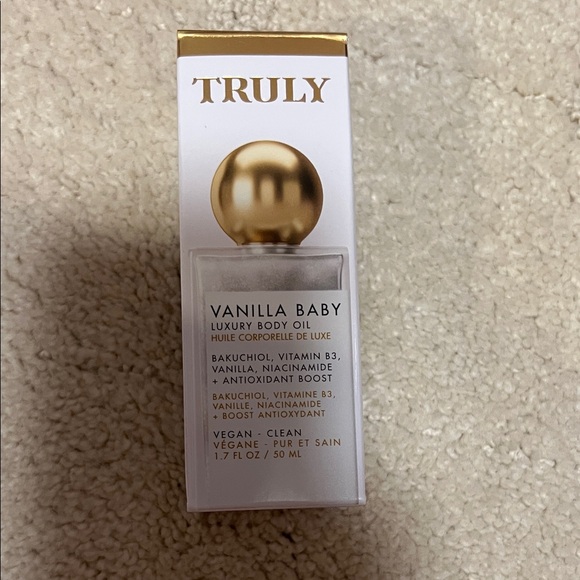 TRULY
VANILLA BABY
LUXURY BODY OIL
HUILE CORPORELLE DE LUXE
BAKUCHIOL, VITAMIN B3,
VANILLA, NIACINAMIDE
+ ANTIOXIDANT BOOST
BAKUCHIOL, VITAMINE B3,
VANILLE, NIACINAMIDE
+ BOOST ANTIOXYDANT
VEGAN - CLEAN
VÉGANE - PUR ET SAIN
1.7 FL OZ / 50 ML